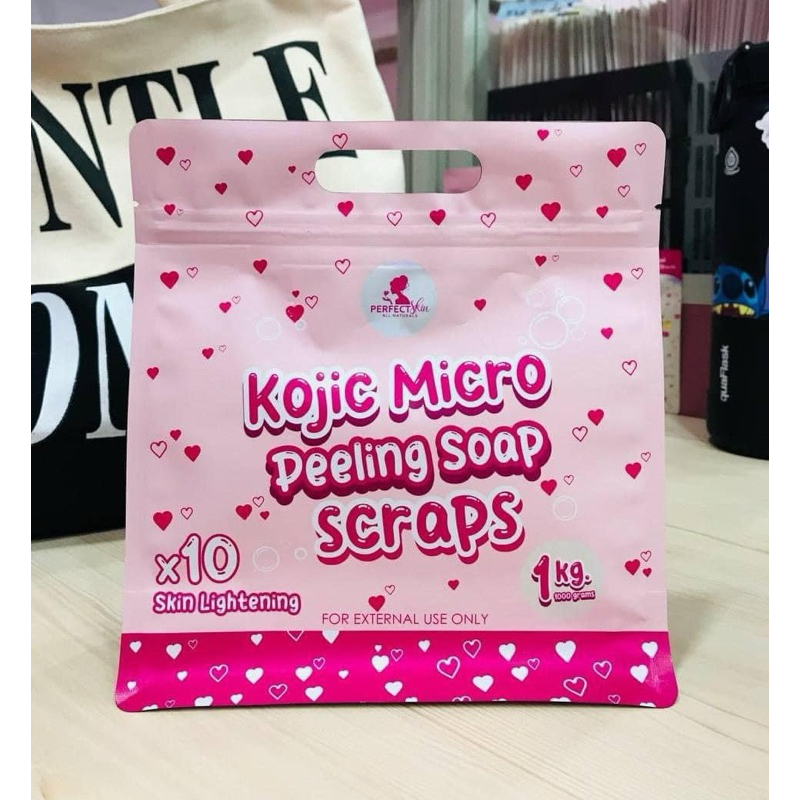 NTLE
OM
PERFECT Skin
ALL NATURALS
Kojic Micro
Peeling Soap
scraps
x10
Skin Lightening
1 kg.
1000 grams
FOR EXTERNAL USE ONLY
quaFlask